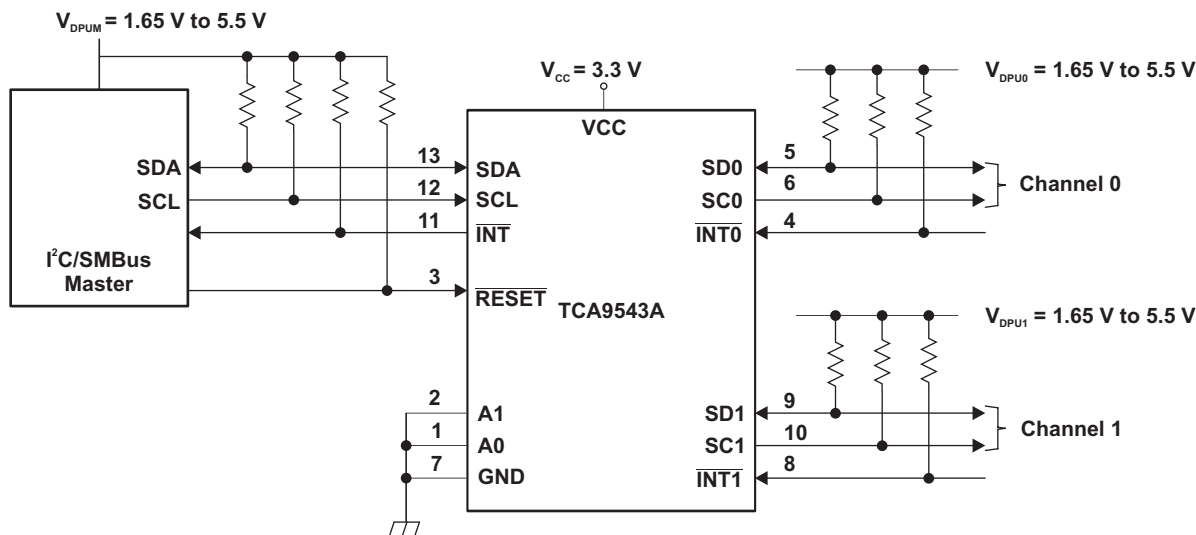 V_DPUM = 1.65 V to 5.5 V
V_CC = 3.3 V
V_DPU0 = 1.65 V to 5.5 V
VCC
SDA
13
SDA
SD0
5
SCL
12
SCL
SC0
6
Channel 0
11
INT
INT0
4
I²C/SMBus
Master
3
RESET
TCA9543A
V_DPU1 = 1.65 V to 5.5 V
2
A1
SD1
9
1
A0
SC1
10
Channel 1
7
GND
INT1
8